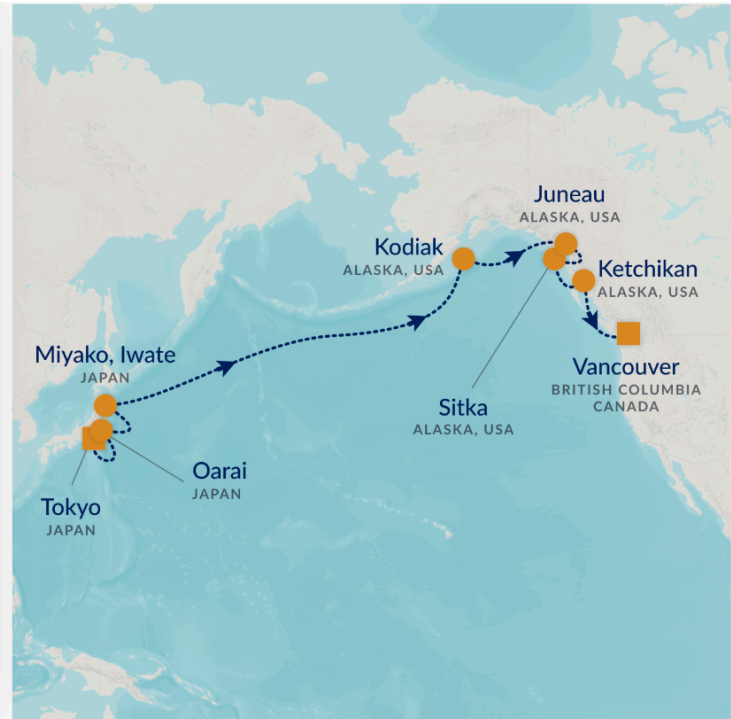 Juneau
ALASKA, USA
Kodiak
ALASKA, USA
Ketchikan
ALASKA, USA
Miyako, Iwate
JAPAN
Vancouver
BRITISH COLUMBIA
CANADA
Sitka
ALASKA, USA
Oarai
JAPAN
Tokyo
JAPAN